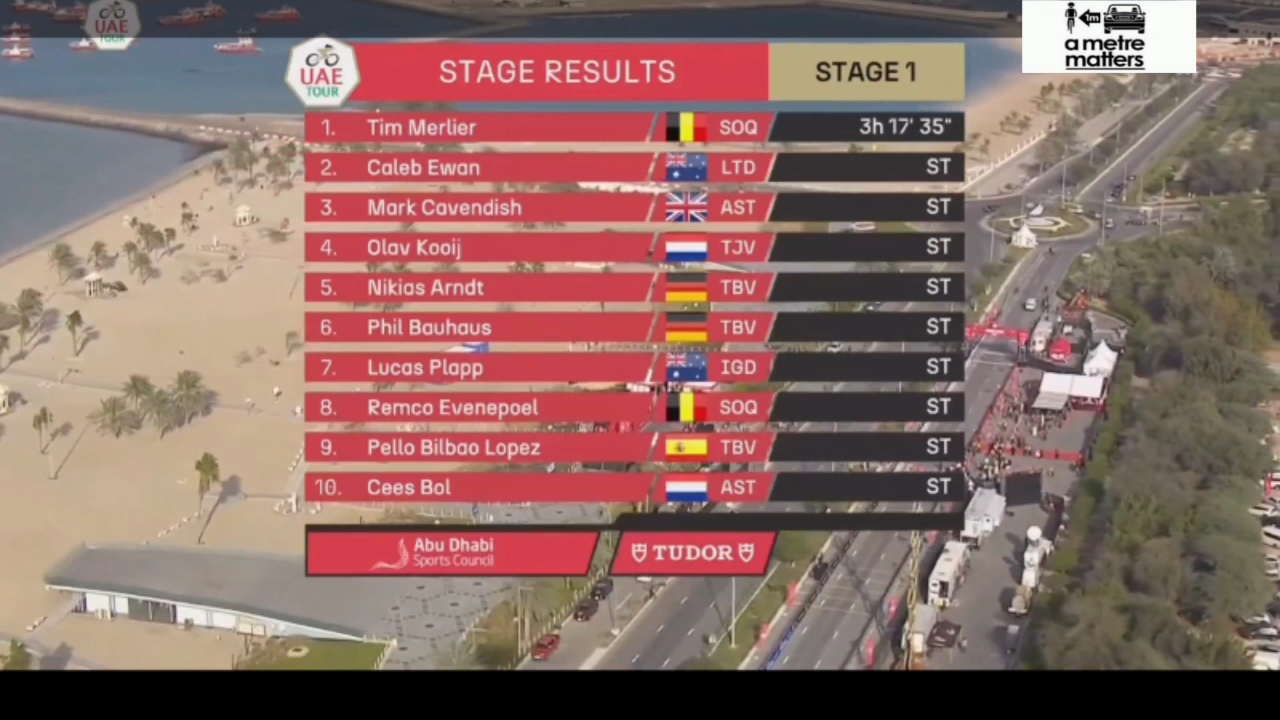 UAE
TOUR
1m
a metre
matters
UAE
TOUR
STAGE RESULTS STAGE 1
1. Tim Merlier SOQ 3h 17' 35"
2. Caleb Ewan LTD ST
3. Mark Cavendish AST ST
4. Olav Kooij TJV ST
5. Nikias Arndt TBV ST
6. Phil Bauhaus TBV ST
7. Lucas Plapp IGD ST
8. Remco Evenepoel SOQ ST
9. Pello Bilbao Lopez TBV ST
10. Cees Bol AST ST
Abu Dhabi
Sports Council
TUDOR